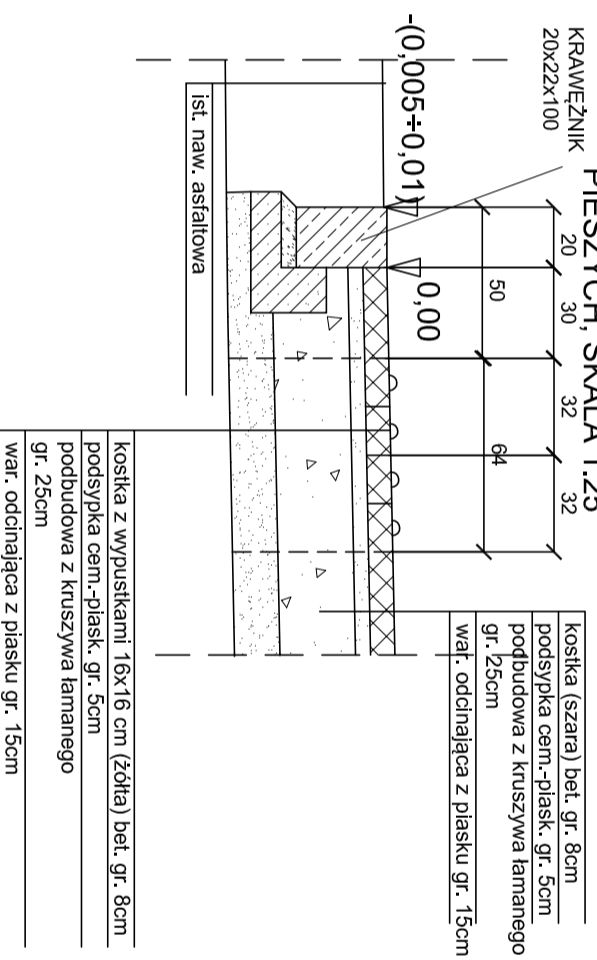 PIESZYCH, SKALA 1:25
KRAWĘŻNIK
20x22x100
20 30 32 32
50 64
-(0,005÷0,01)
0,00
ist. naw. asfaltowa
kostka (szara) bet. gr. 8cm
podsypka cem.-piask. gr. 5cm
podbudowa z kruszywa łamanego
gr. 25cm
war. odcinająca z piasku gr. 15cm
kostka z wypustkami 16x16 cm (żółta) bet. gr. 8cm
podsypka cem.-piask. gr. 5cm
podbudowa z kruszywa łamanego
gr. 25cm
war. odcinająca z piasku gr. 15cm